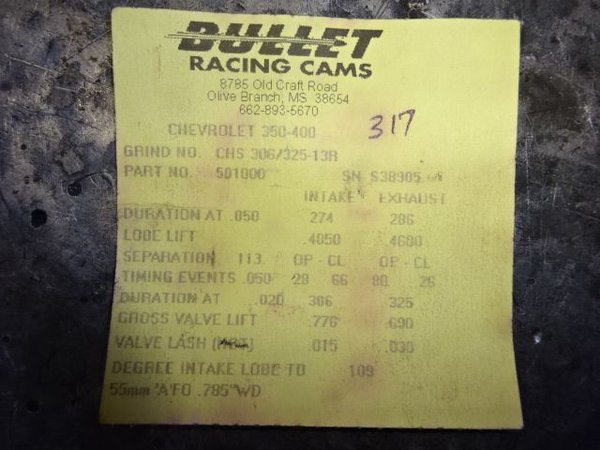 BULLET
RACING CAMS
8785 Old Craft Road
Olive Branch, MS 38654
662-893-5670
CHEVROLET 350-400 317
GRIND NO. CHS 306/325-13R
PART NO. 501000 SN S38905
INTAKE EXHAUST
DURATION AT .050 274 286
LOBE LIFT .4850 .4600
SEPARATION 113 OP - CL OP - CL
TIMING EVENTS .050 28 66 80 26
DURATION AT .020 306 325
GROSS VALVE LIFT .776 .690
VALVE LASH .015 .030
DEGREE INTAKE LOBE TO 109
55mm "A'FO .785"WD